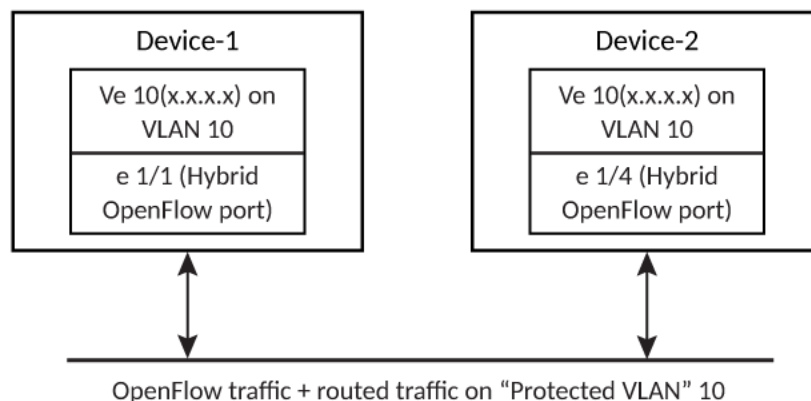 Device-1
Ve 10(x.x.x.x) on
VLAN 10
e 1/1 (Hybrid
OpenFlow port)
Device-2
Ve 10(x.x.x.x) on
VLAN 10
e 1/4 (Hybrid
OpenFlow port)
OpenFlow traffic + routed traffic on “Protected VLAN” 10